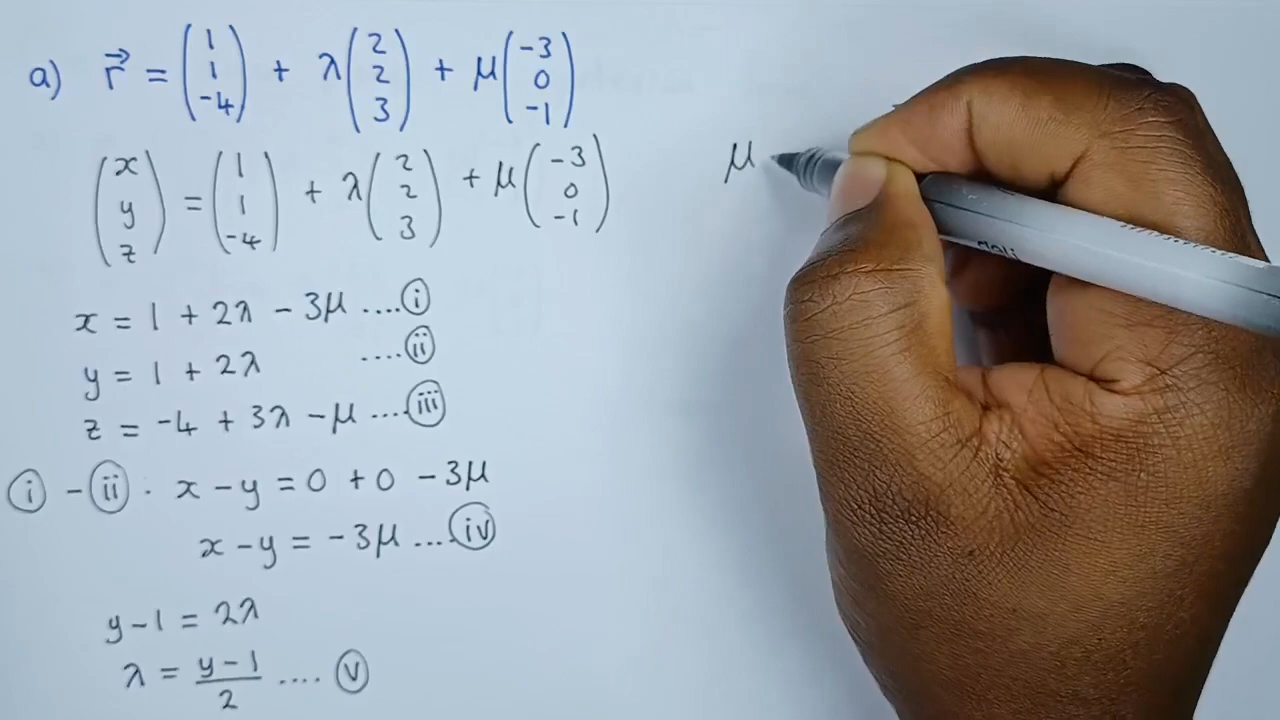 a) r⃗ = (1 1 -4) + λ(2 2 3) + μ(-3 0 -1)
(x y z) = (1 1 -4) + λ(2 2 3) + μ(-3 0 -1)
x = 1 + 2λ - 3μ ....(i)
y = 1 + 2λ ....(ii)
z = -4 + 3λ - μ ....(iii)
(i) - (ii) . x - y = 0 + 0 - 3μ
x - y = -3μ ....(iv)
y - 1 = 2λ
λ = (y - 1)/2 .... (v)
μ
deli